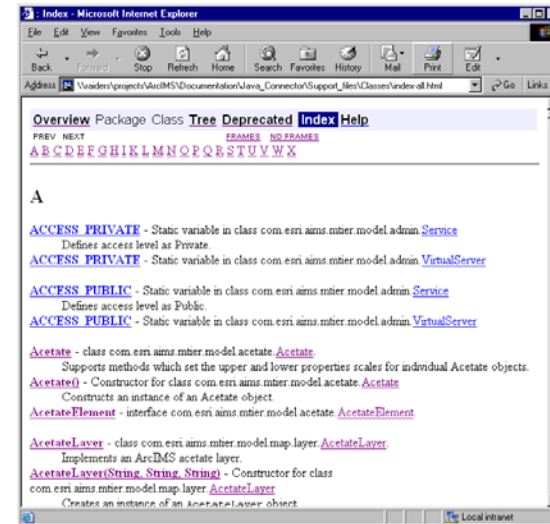 : Index - Microsoft Internet Explorer
File Edit View Favorites Tools Help
Back Forward Stop Refresh Home Search Favorites History Mail Print Edit
Address \\raiders\projects\ArcIMS\Documentation\Java_Connector\Support_files\Classes\index-all.html Go Links
Overview Package Class Tree Deprecated Index Help
PREV NEXT FRAMES NO FRAMES
A B C D E F G H I K L M N O P Q R S T U V W X
A
ACCESS_PRIVATE - Static variable in class com.esri.aims.mtier.model.admin.Service
Defines access level as Private.
ACCESS_PRIVATE - Static variable in class com.esri.aims.mtier.model.admin.VirtualServer
ACCESS_PUBLIC - Static variable in class com.esri.aims.mtier.model.admin.Service
Defines access level as Public.
ACCESS_PUBLIC - Static variable in class com.esri.aims.mtier.model.admin.VirtualServer
Acetate - class com.esri.aims.mtier.model.acetate.Acetate.
Supports methods which set the upper and lower properties scales for individual Acetate objects.
Acetate() - Constructor for class com.esri.aims.mtier.model.acetate.Acetate
Constructs an instance of an Acetate object.
AcetateElement - interface com.esri.aims.mtier.model.acetate.AcetateElement.
AcetateLayer - class com.esri.aims.mtier.model.map.layer.AcetateLayer.
Implements an ArcIMS acetate layer.
AcetateLayer(String, String, String) - Constructor for class
com.esri.aims.mtier.model.map.layer.AcetateLayer
Creates an instance of an AcetateLayer object
Local intranet